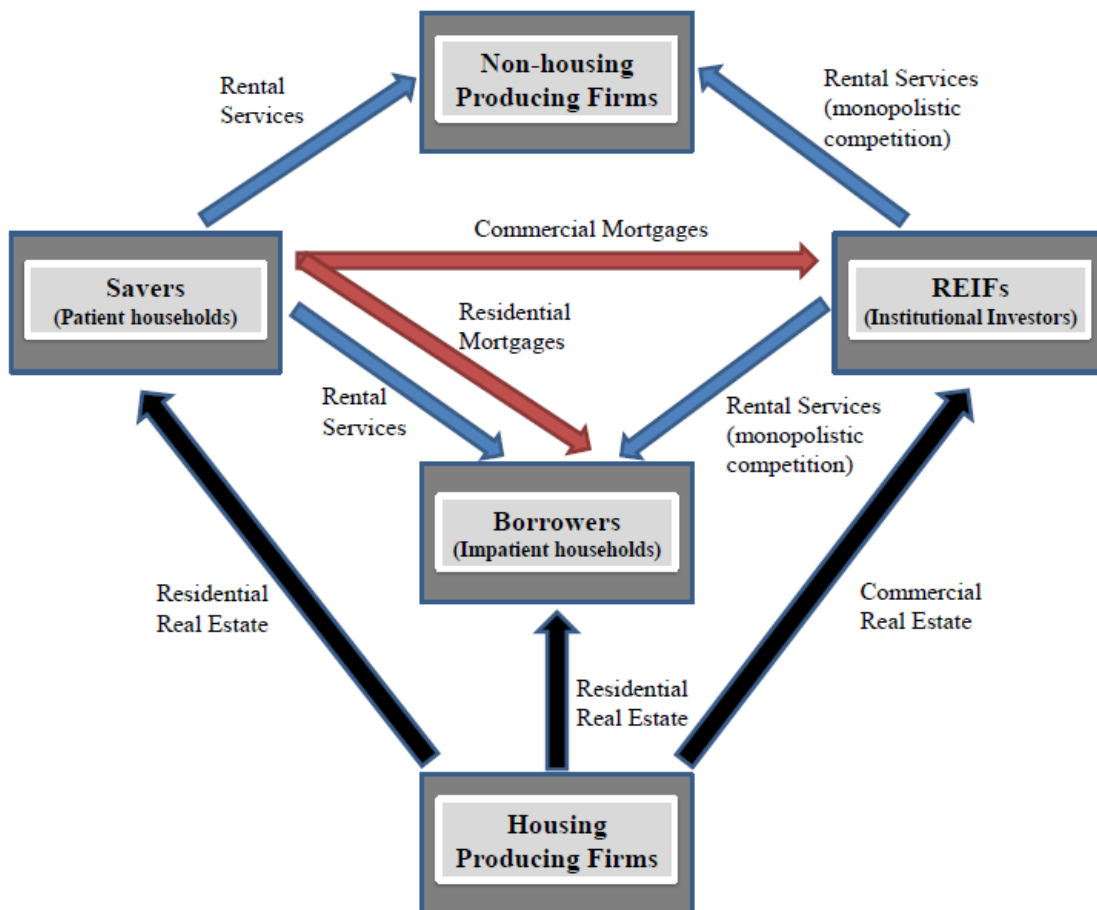 Non-housing
Producing Firms
Rental
Services
Rental Services
(monopolistic
competition)
Commercial Mortgages
Savers
(Patient households)
REIFs
(Institutional Investors)
Residential
Mortgages
Rental
Services
Rental Services
(monopolistic
competition)
Borrowers
(Impatient households)
Residential
Real Estate
Commercial
Real Estate
Residential
Real Estate
Housing
Producing Firms